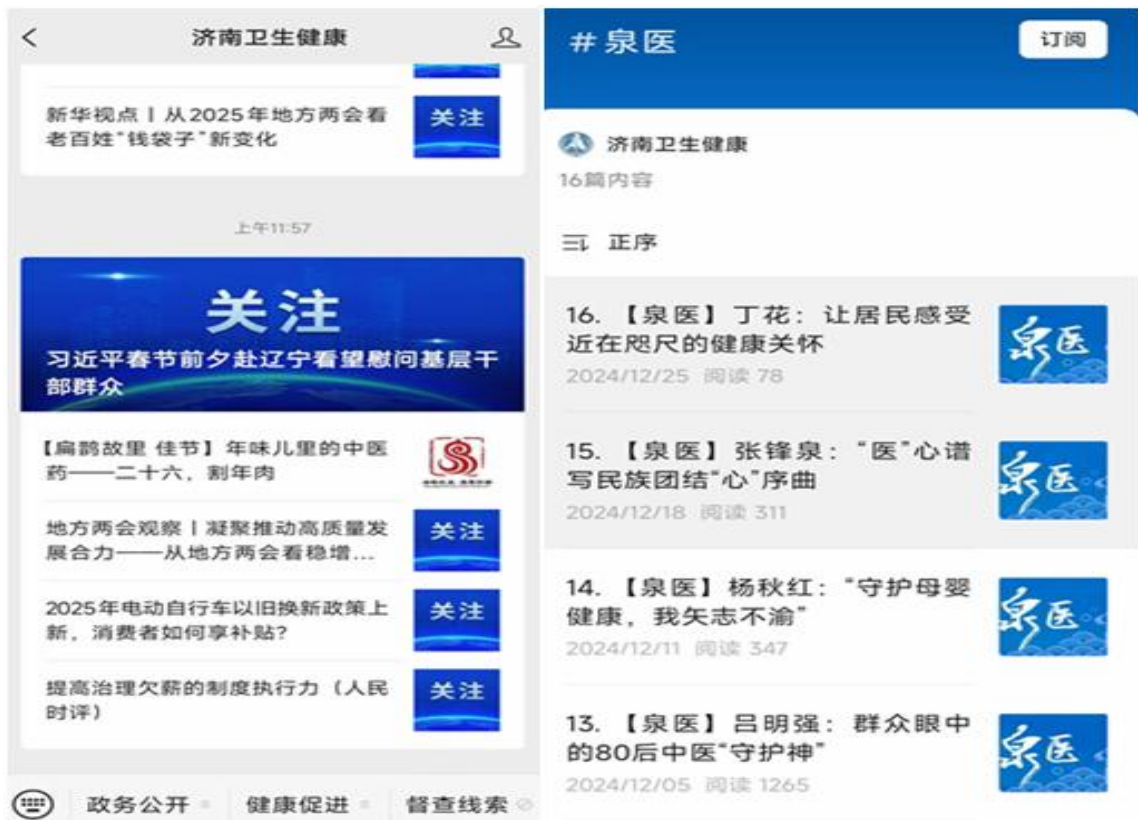 济南卫生健康
新华视点丨从2025年地方两会看
老百姓“钱袋子”新变化
关注
上午11:57
关注
习近平春节前夕赴辽宁看望慰问基层干
部群众
【扁鹊故里 佳节】年味儿里的中医
药——二十六，割年肉
地方两会观察丨凝聚推动高质量发
展合力——从地方两会看稳增...
关注
2025年电动自行车以旧换新政策上
新，消费者如何享补贴？
关注
提高治理欠薪的制度执行力（人民
时评）
关注
政务公开
健康促进
督查线索
#泉医
订阅
济南卫生健康
16篇内容
正序
16. 【泉医】丁花：让居民感受
近在咫尺的健康关怀
2024/12/25 阅读 78
泉医
15. 【泉医】张锋泉：“医”心谱
写民族团结“心”序曲
2024/12/18 阅读 311
泉医
14. 【泉医】杨秋红：“守护母婴
健康，我矢志不渝”
2024/12/11 阅读 347
泉医
13. 【泉医】吕明强：群众眼中
的80后中医“守护神”
2024/12/05 阅读 1265
泉医